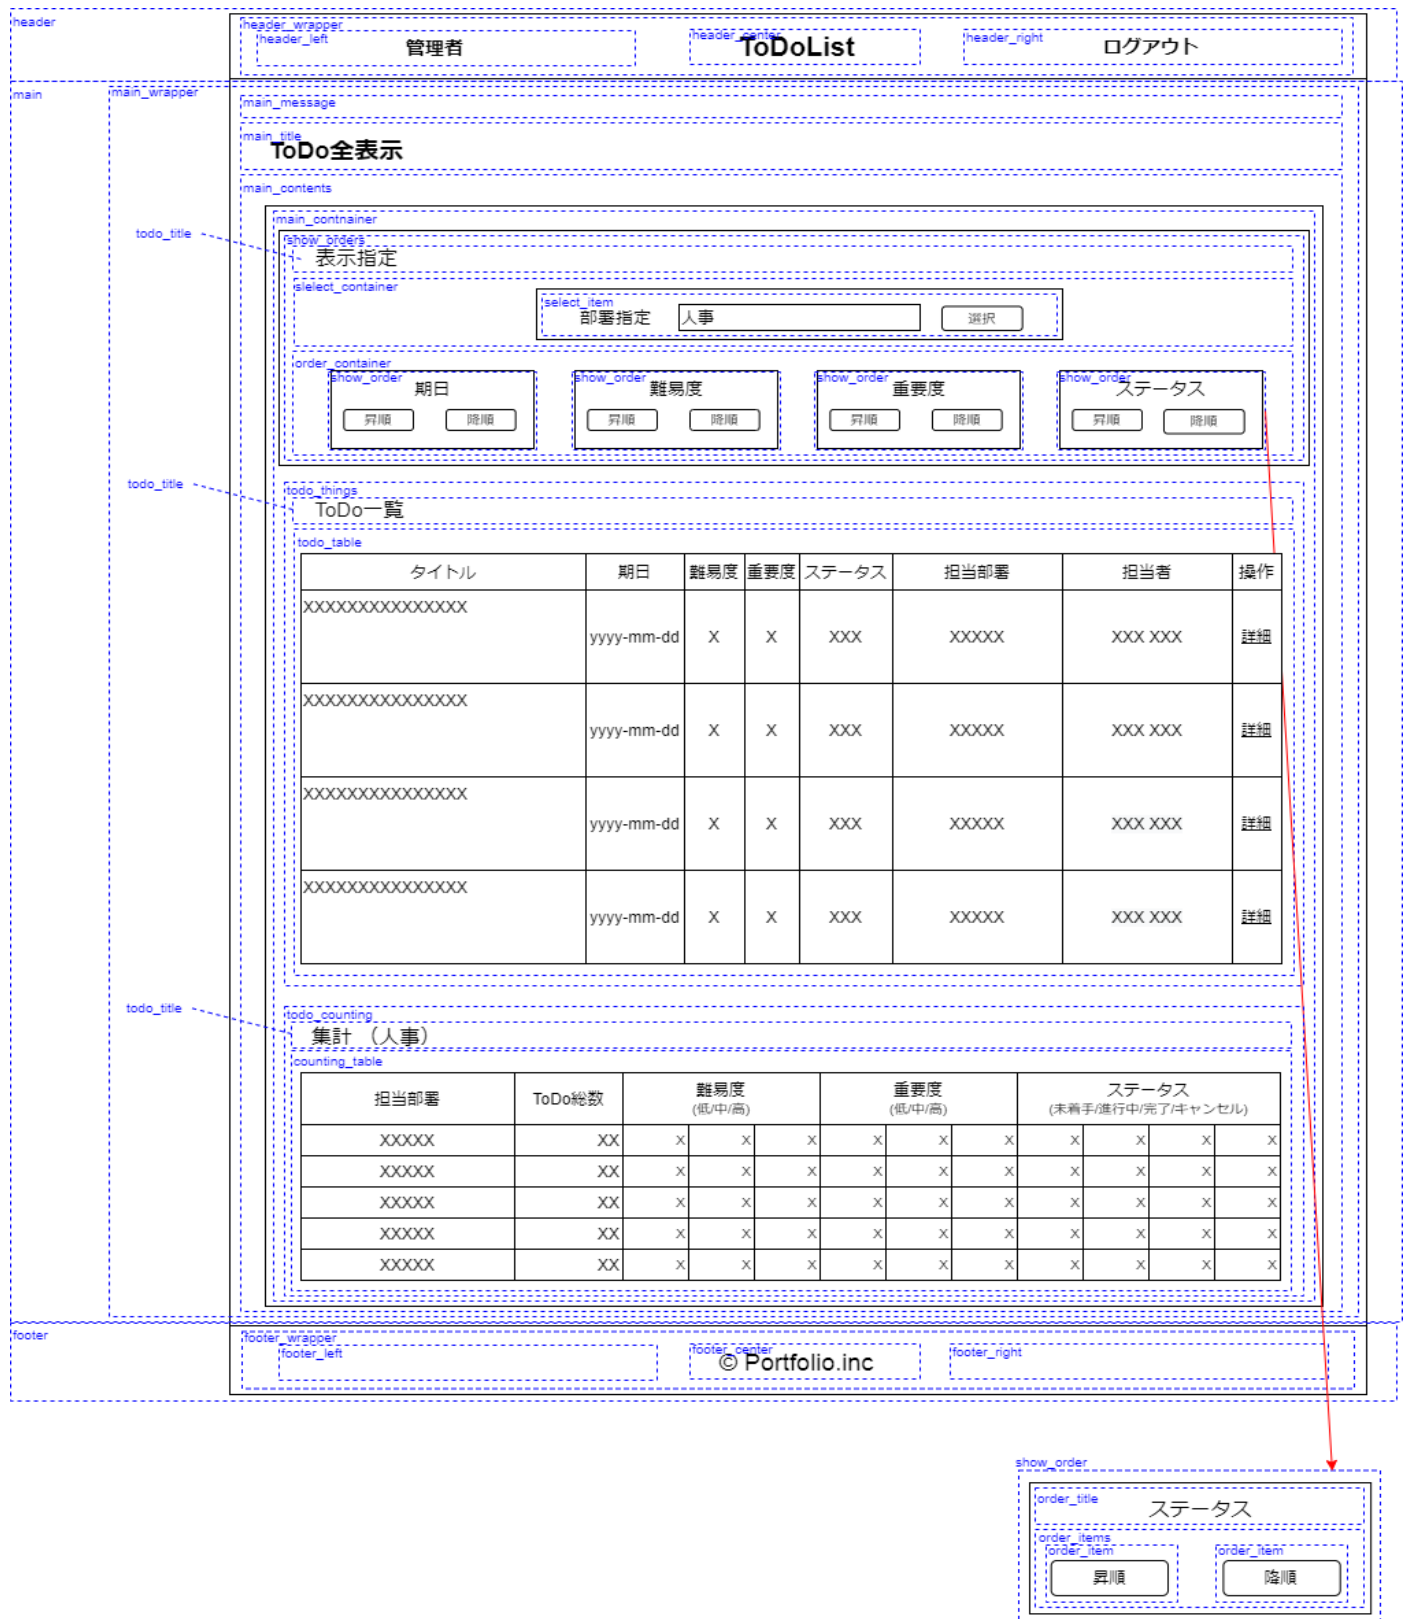 header
header_wrapper
header_left
管理者
header_center
ToDoList
header_right
ログアウト
main
main_wrapper
main_message
main_title
ToDo全表示
main_contents
main_contnainer
todo_title
show_orders
表示指定
slelect_container
select_item
部署指定 人事 選択
order_container
show_order
期日
昇順 降順
show_order
難易度
昇順 降順
show_order
重要度
昇順 降順
show_order
ステータス
昇順 降順
todo_title
todo_things
ToDo一覧
todo_table
タイトル 期日 難易度 重要度 ステータス 担当部署 担当者 操作
XXXXXXXXXXXXXXX
yyyy-mm-dd X X XXX XXXXX XXX XXX 詳細
XXXXXXXXXXXXXXX
yyyy-mm-dd X X XXX XXXXX XXX XXX 詳細
XXXXXXXXXXXXXXX
yyyy-mm-dd X X XXX XXXXX XXX XXX 詳細
XXXXXXXXXXXXXXX
yyyy-mm-dd X X XXX XXXXX XXX XXX 詳細
todo_title
todo_counting
集計 （人事）
counting_table
担当部署 ToDo総数 難易度 重要度 ステータス
(低/中/高) (低/中/高) (未着手/進行中/完了/キャンセル)
XXXXX XX X X X X X X X X X X
XXXXX XX X X X X X X X X X X
XXXXX XX X X X X X X X X X X
XXXXX XX X X X X X X X X X X
XXXXX XX X X X X X X X X X X
footer
footer_wrapper
footer_left
footer_center
© Portfolio.inc
footer_right
show_order
order_title
ステータス
order_items
order_item order_item
昇順 降順